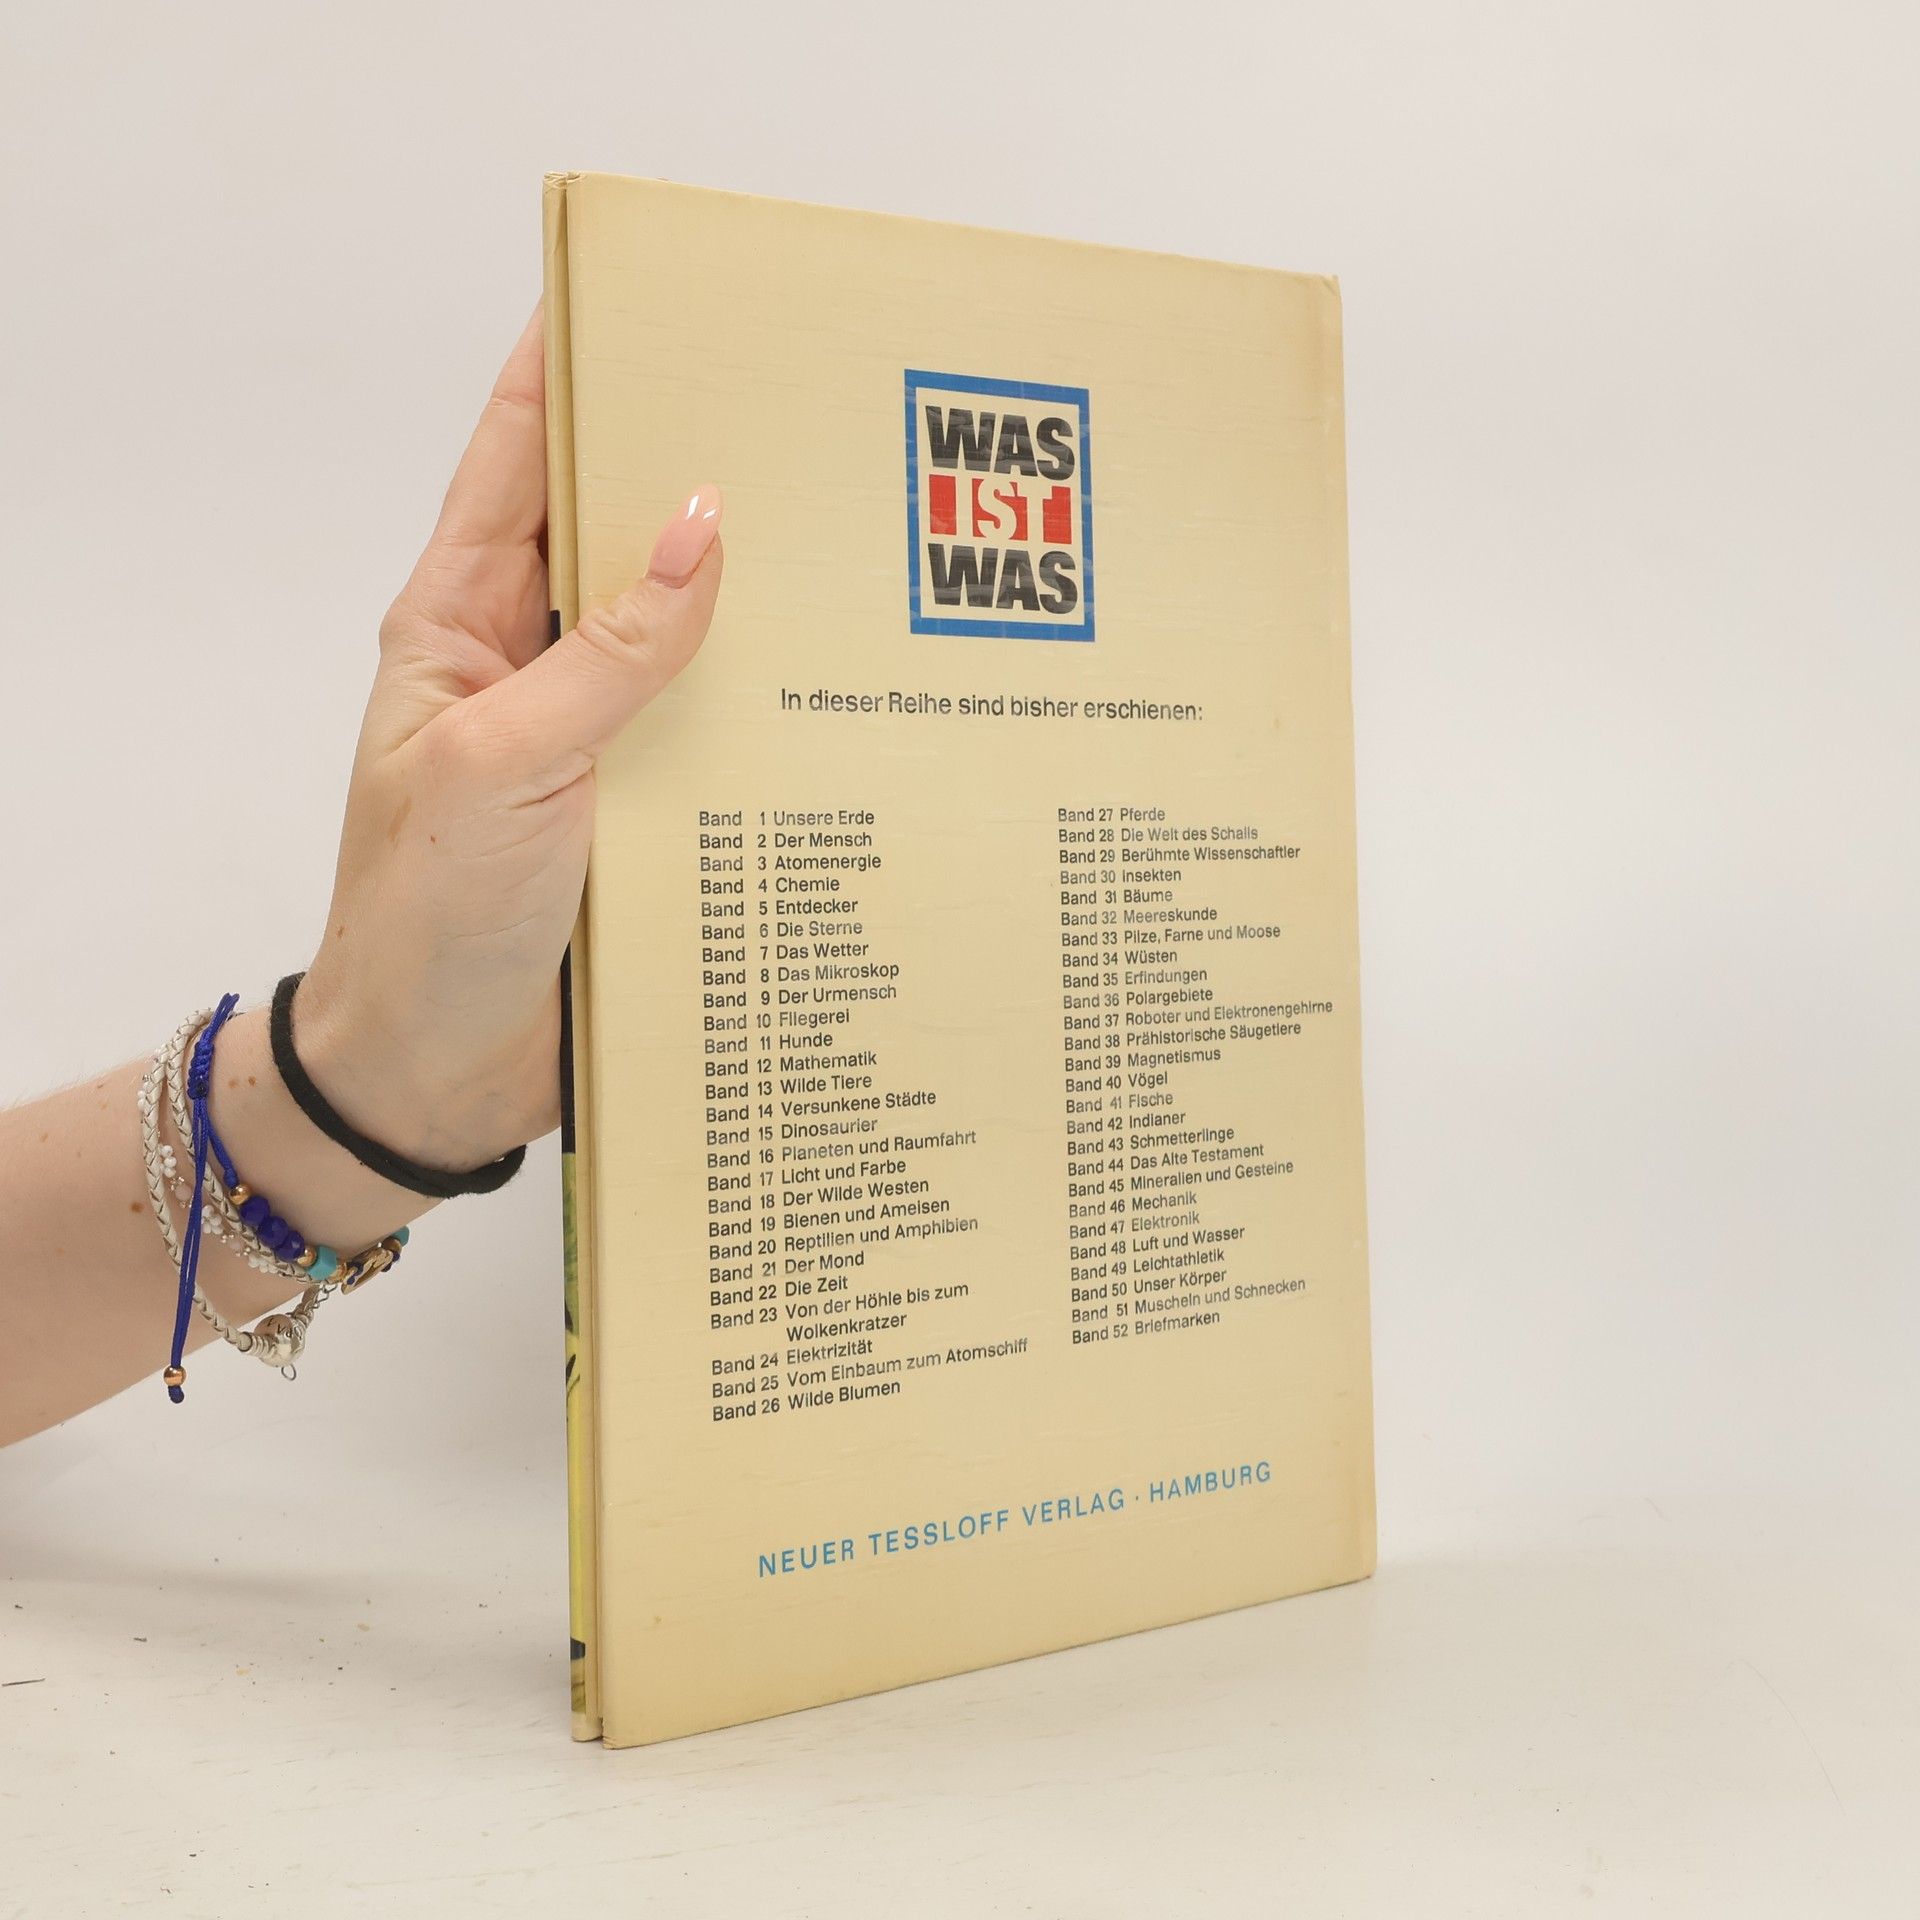 WAS
IST
WAS
In dieser Reihe sind bisher erschienen:
Band 1 Unsere Erde
Band 2 Der Mensch
Band 3 Atomenergie
Band 4 Chemie
Band 5 Entdecker
Band 6 Die Sterne
Band 7 Das Wetter
Band 8 Das Mikroskop
Band 9 Der Urmensch
Band 10 Fliegerei
Band 11 Hunde
Band 12 Mathematik
Band 13 Wilde Tiere
Band 14 Versunkene Städte
Band 15 Dinosaurier
Band 16 Planeten und Raumfahrt
Band 17 Licht und Farbe
Band 18 Der Wilde Westen
Band 19 Bienen und Ameisen
Band 20 Reptilien und Amphibien
Band 21 Der Mond
Band 22 Die Zeit
Band 23 Von der Höhle bis zum
Wolkenkratzer
Band 24 Elektrizität
Band 25 Vom Einbaum zum Atomschiff
Band 26 Wilde Blumen
Band 27 Pferde
Band 28 Die Welt des Schalls
Band 29 Berühmte Wissenschaftler
Band 30 Insekten
Band 31 Bäume
Band 32 Meereskunde
Band 33 Pilze, Farne und Moose
Band 34 Wüsten
Band 35 Erfindungen
Band 36 Polargebiete
Band 37 Roboter und Elektronengehirne
Band 38 Prähistorische Säugetiere
Band 39 Magnetismus
Band 40 Vögel
Band 41 Fische
Band 42 Indianer
Band 43 Schmetterlinge
Band 44 Das Alte Testament
Band 45 Mineralien und Gesteine
Band 46 Mechanik
Band 47 Elektronik
Band 48 Luft und Wasser
Band 49 Leichtathletik
Band 50 Unser Körper
Band 51 Muscheln und Schnecken
Band 52 Briefmarken
NEUER TESSLOFF VERLAG · HAMBURG